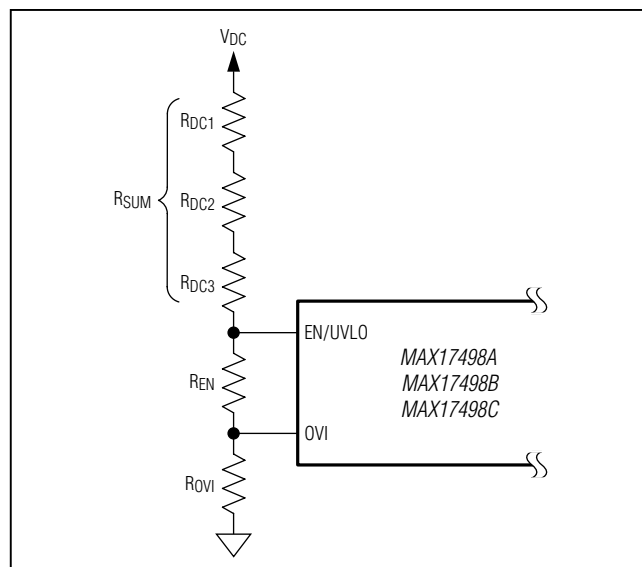 VDC
RDC1
RSUM
RDC2
RDC3
EN/UVLO
MAX17498A
MAX17498B
MAX17498C
REN
OVI
ROVI